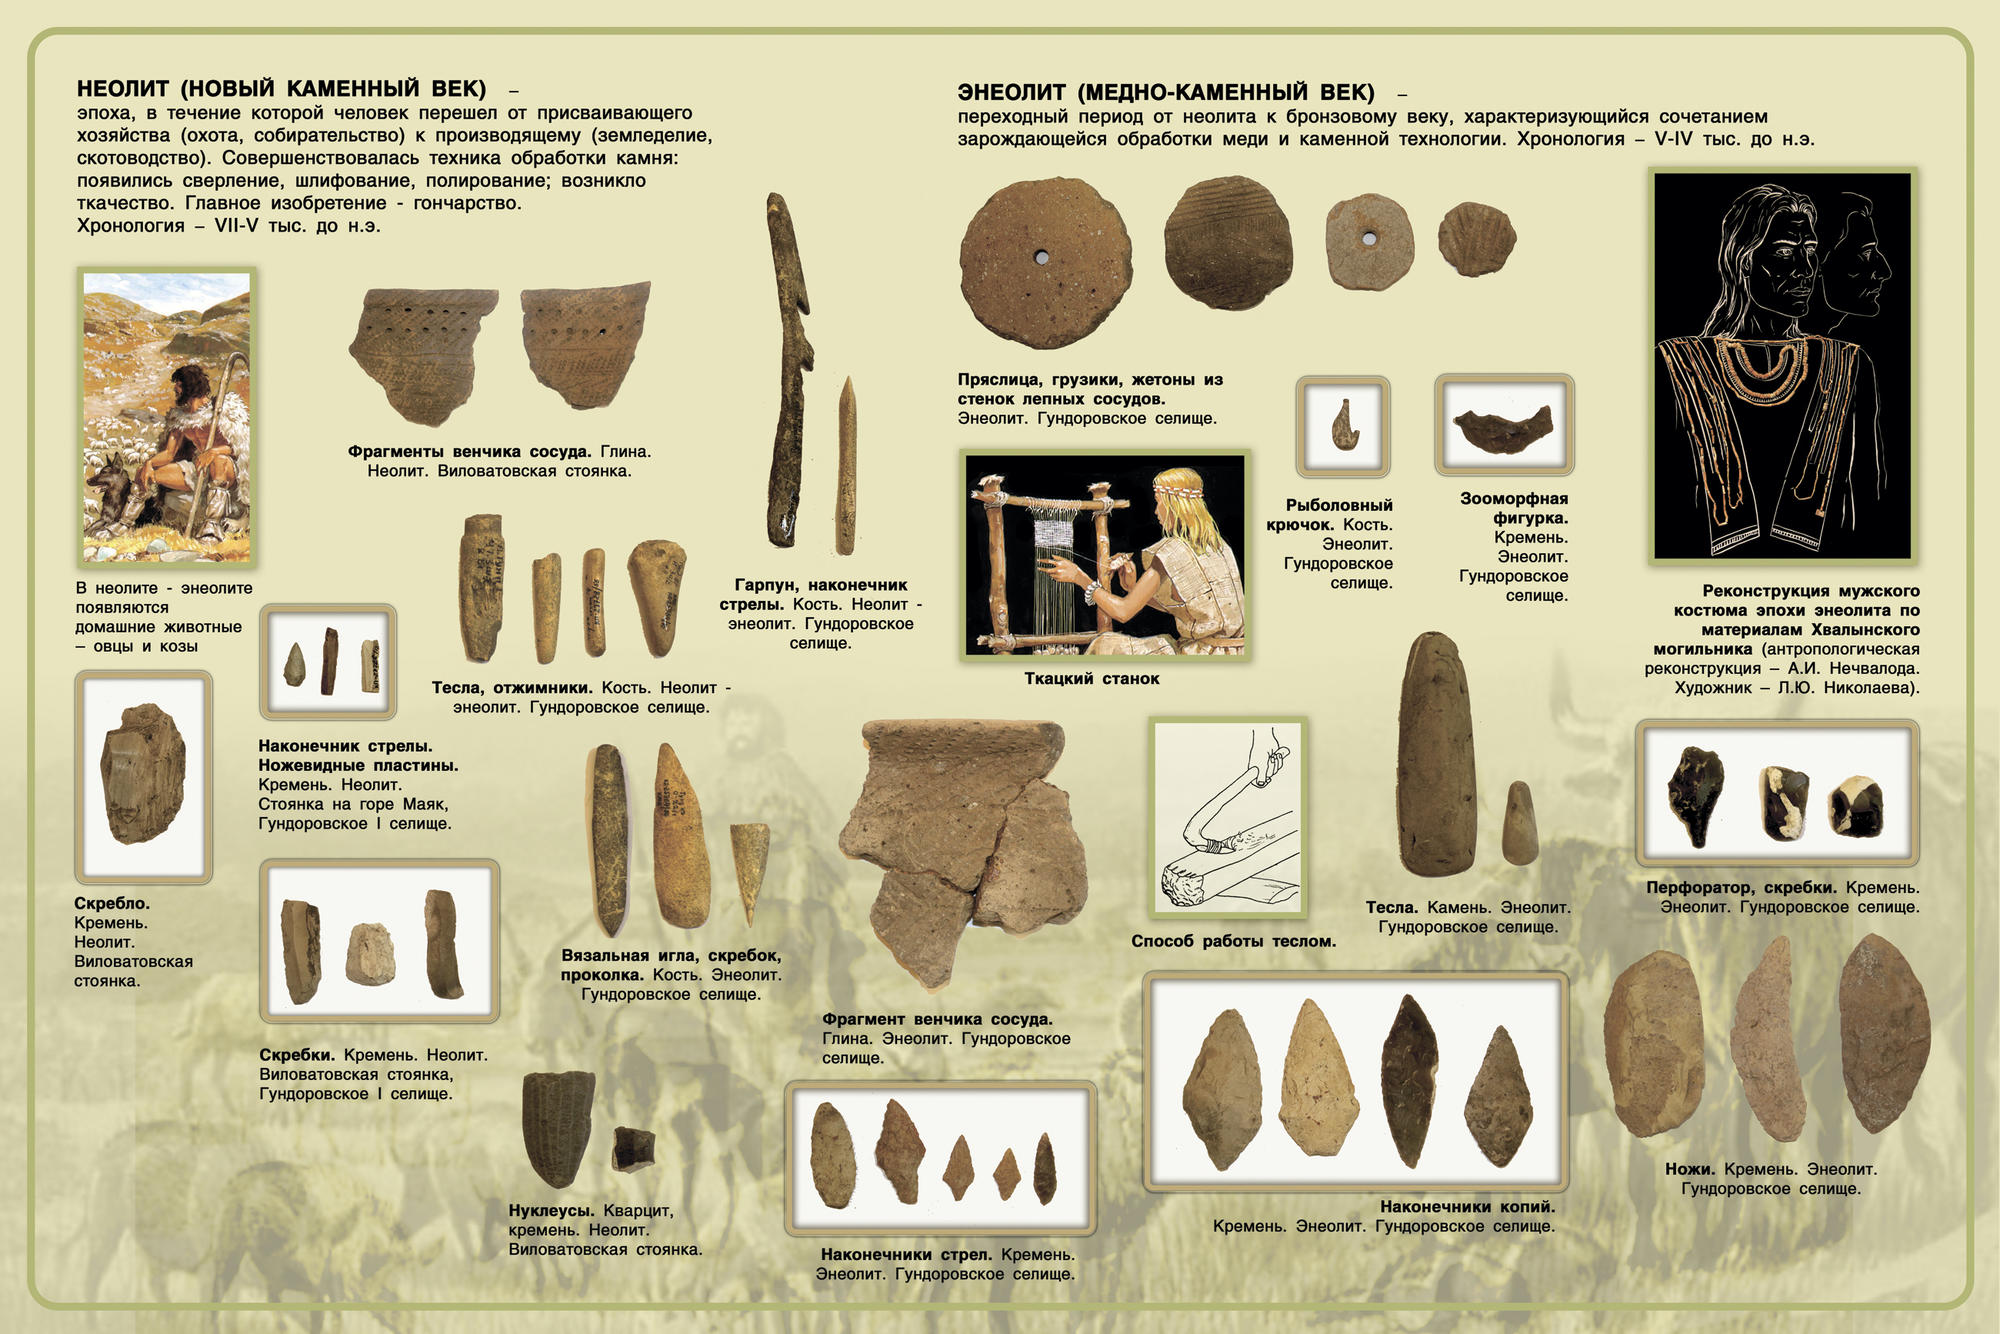 НЕОЛИТ (НОВЫЙ КАМЕННЫЙ ВЕК) –
эпоха, в течение которой человек перешел от присваивающего
хозяйства (охота, собирательство) к производящему (земледелие,
скотоводство). Совершенствовалась техника обработки камня:
появились сверление, шлифование, полирование; возникло
ткачество. Главное изобретение - гончарство.
Хронология – VII-V тыс. до н.э.
В неолите - энеолите
появляются
домашние животные
– овцы и козы
Фрагменты венчика сосуда. Глина.
Неолит. Виловатовская стоянка.
Гарпун, наконечник
стрелы. Кость. Неолит -
энеолит. Гундоровское
селище.
Тесла, отжимники. Кость. Неолит -
энеолит. Гундоровское селище.
Наконечник стрелы.
Ножевидные пластины.
Кремень. Неолит.
Стоянка на горе Маяк,
Гундоровское I селище.
Скребло.
Кремень.
Неолит.
Виловатовская
стоянка.
Скребки. Кремень. Неолит.
Виловатовская стоянка,
Гундоровское I селище.
Вязальная игла, скребок,
проколка. Кость. Энеолит.
Гундоровское селище.
Нуклеусы. Кварцит,
кремень. Неолит.
Виловатовская стоянка.
ЭНЕОЛИТ (МЕДНО-КАМЕННЫЙ ВЕК) –
переходный период от неолита к бронзовому веку, характеризующийся сочетанием
зарождающейся обработки меди и каменной технологии. Хронология – V-IV тыс. до н.э.
Пряслица, грузики, жетоны из
стенок лепных сосудов.
Энеолит. Гундоровское селище.
Рыболовный
крючок. Кость.
Энеолит.
Гундоровское
селище.
Зооморфная
фигурка.
Кремень.
Энеолит.
Гундоровское
селище.
Реконструкция мужского
костюма эпохи энеолита по
материалам Хвалынского
могильника (антропологическая
реконструкция – А.И. Нечвалода.
Художник – Л.Ю. Николаева).
Ткацкий станок
Фрагмент венчика сосуда.
Глина. Энеолит. Гундоровское
селище.
Способ работы теслом.
Тесла. Камень. Энеолит.
Гундоровское селище.
Перфоратор, скребки. Кремень.
Энеолит. Гундоровское селище.
Наконечники стрел. Кремень.
Энеолит. Гундоровское селище.
Наконечники копий.
Кремень. Энеолит. Гундоровское селище.
Ножи. Кремень. Энеолит.
Гундоровское селище.